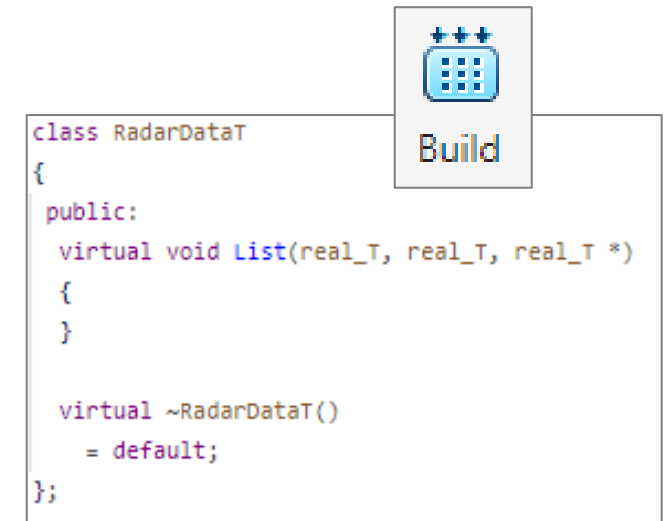 Build
class RadarDataT
{
public:
virtual void List(real_T, real_T, real_T *)
{
}
virtual ~RadarDataT()
= default;
};